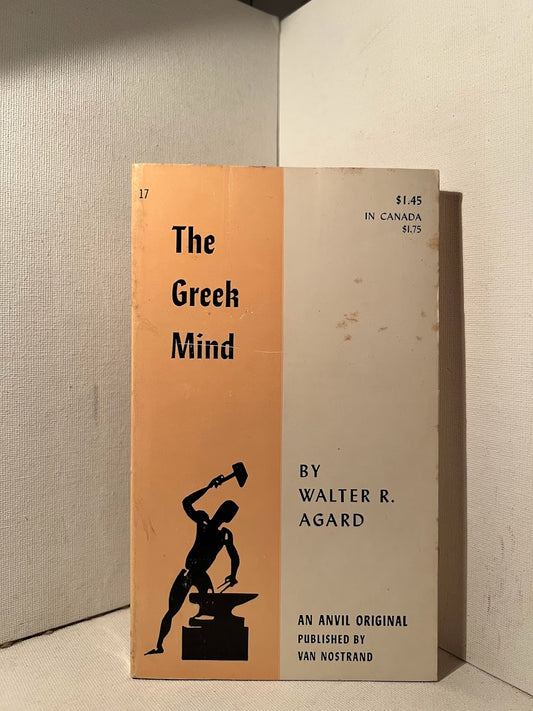 17
$1.45
IN CANADA
$1.75
The
Greek
Mind
BY
WALTER R.
AGARD
AN ANVIL ORIGINAL
PUBLISHED BY
VAN NOSTRAND